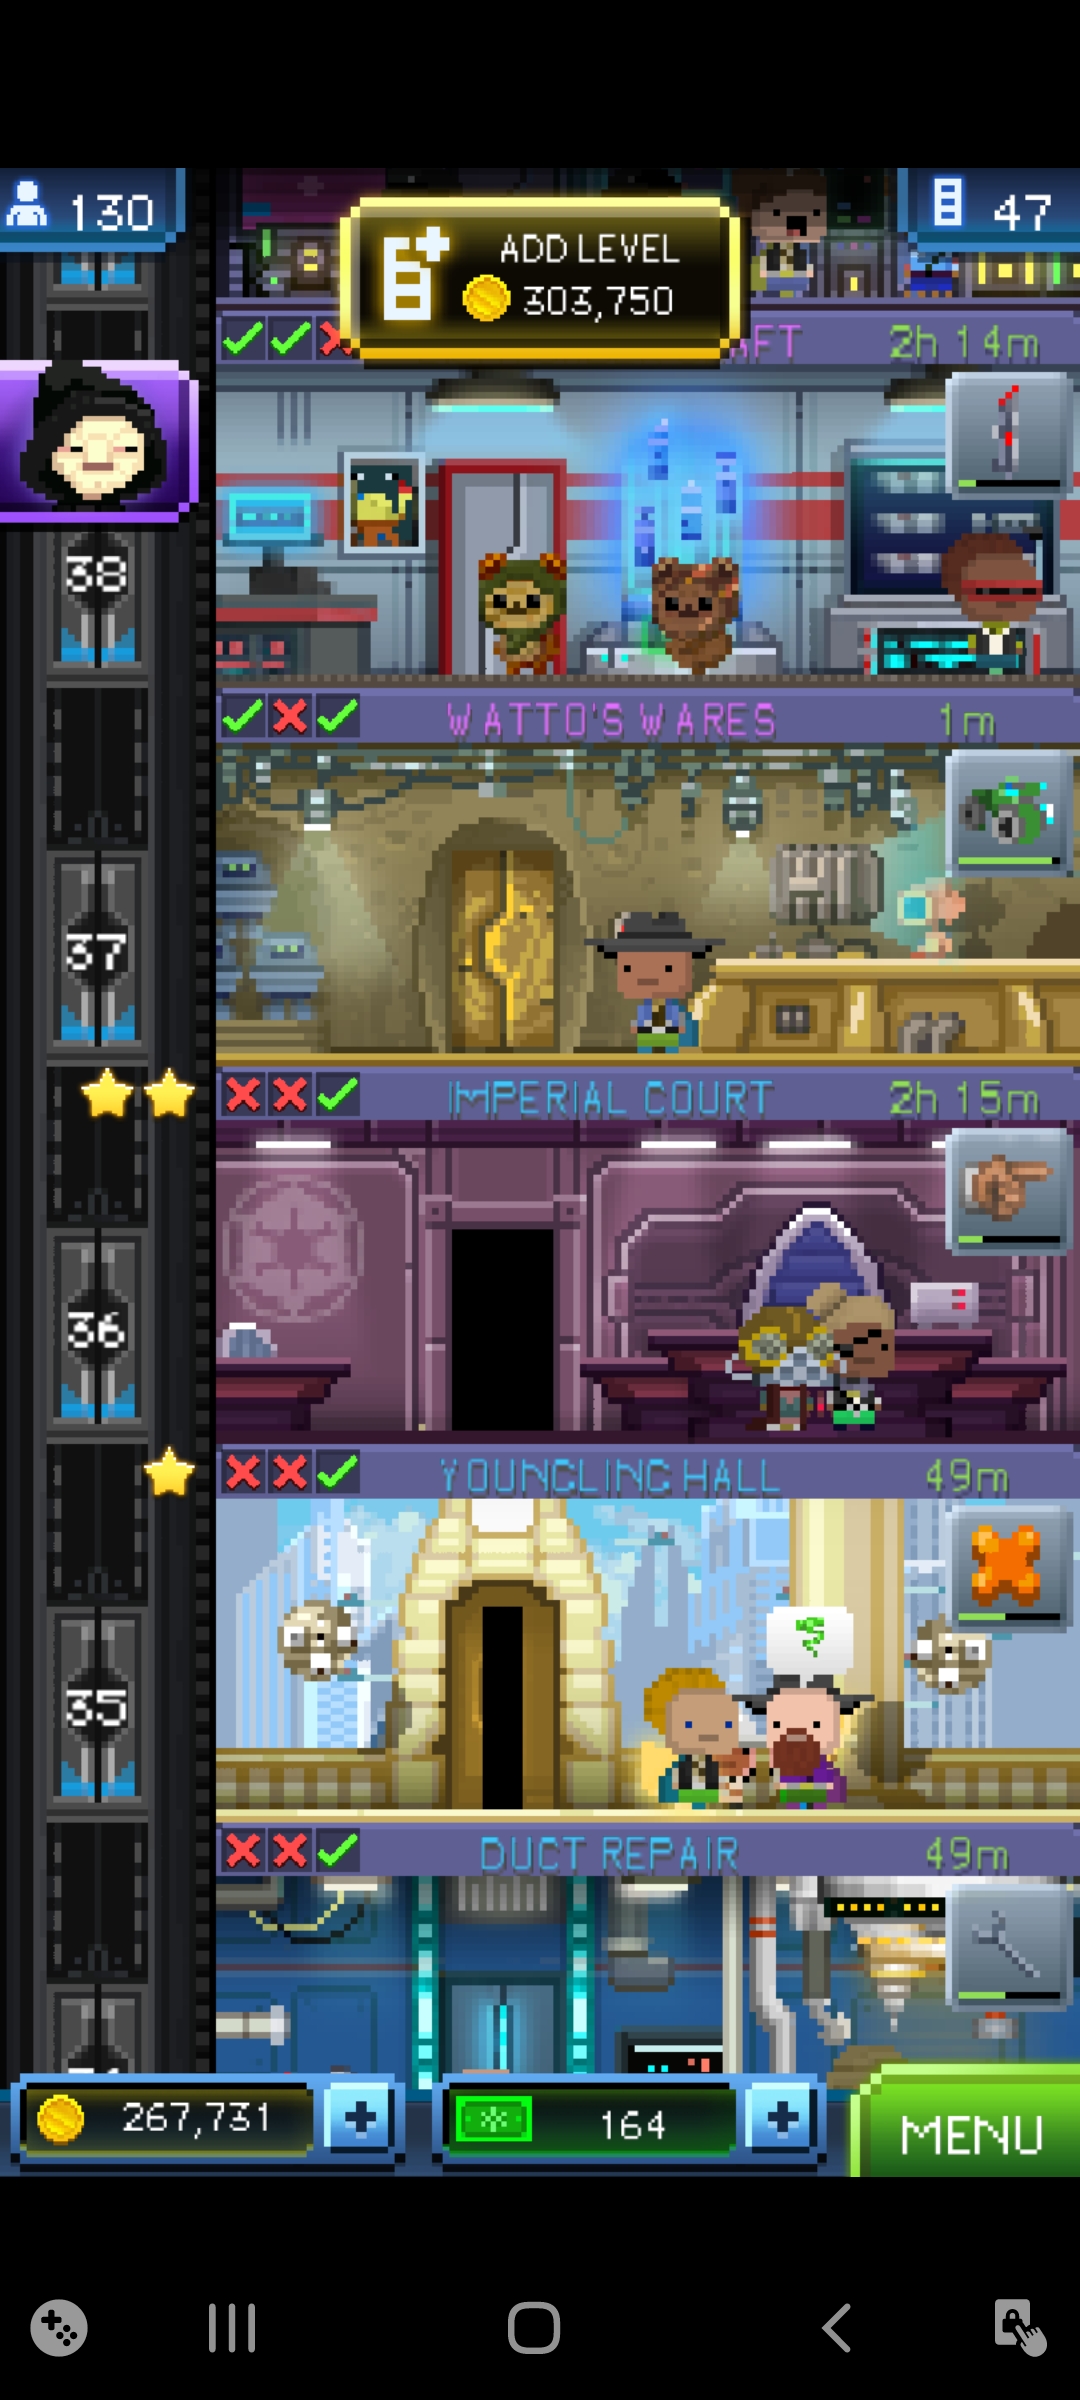 130
47
ADD LEVEL
303,750
AFT 2h 14m
38
WATTO'S WARES 1m
37
IMPERIAL COURT 2h 15m
36
YOUNGLING HALL 49m
35
DUCT REPAIR 49m
267,731
164
MENU